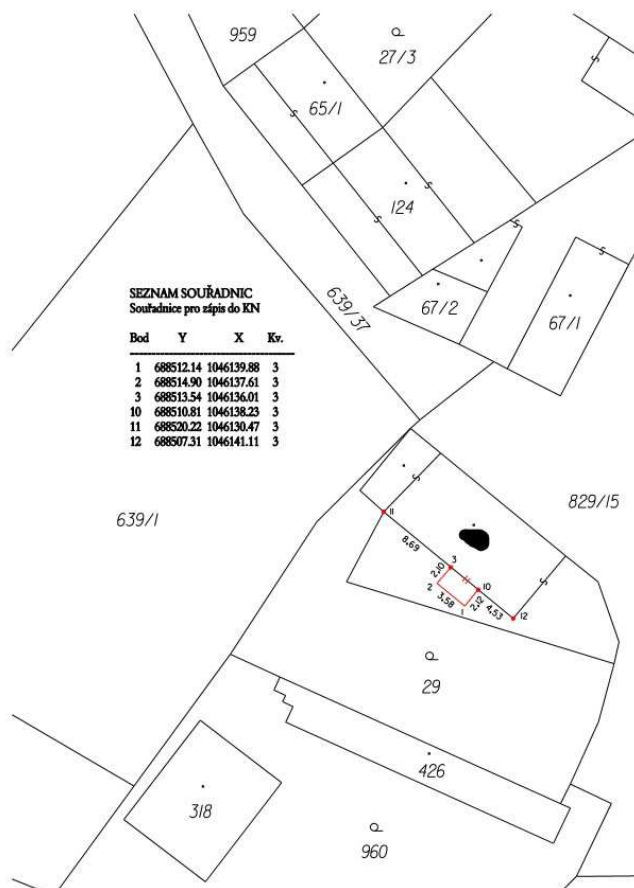 959
27/3
65/1
S
S
124
S
S
S
S
67/2
67/1
639/37
SEZNAM SOUŘADNIC
Souřadnice pro zápis do KN
Bod Y X Kv.
1 688512.14 1046139.88 3
2 688514.90 1046137.61 3
3 688513.54 1046136.01 3
10 688510.81 1046138.23 3
11 688520.22 1046130.47 3
12 688507.31 1046141.11 3
829/15
S
11
639/1
8,69
3
2,10
2
10
S
3,58
1
2,12
4,53
12
29
426
318
960